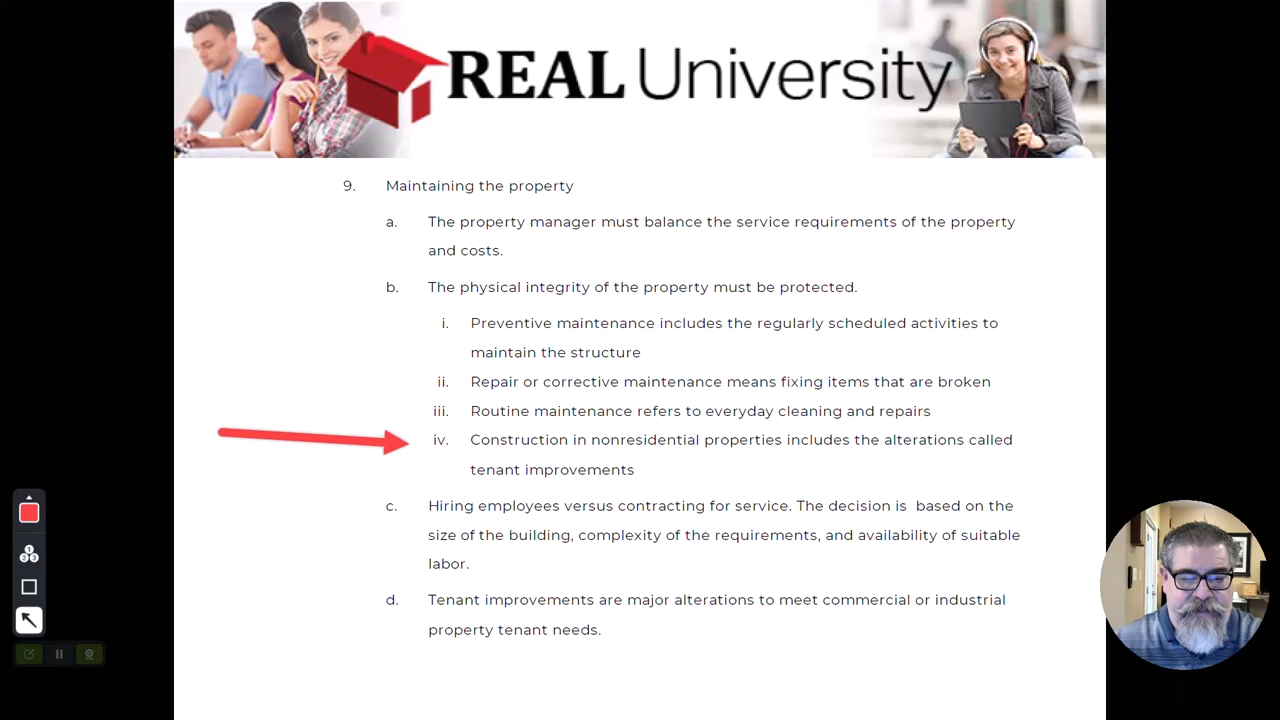 REAL University
9. Maintaining the property
a. The property manager must balance the service requirements of the property
and costs.
b. The physical integrity of the property must be protected.
i. Preventive maintenance includes the regularly scheduled activities to
maintain the structure
ii. Repair or corrective maintenance means fixing items that are broken
iii. Routine maintenance refers to everyday cleaning and repairs
iv. Construction in nonresidential properties includes the alterations called
tenant improvements
c. Hiring employees versus contracting for service. The decision is  based on the
size of the building, complexity of the requirements, and availability of suitable
labor.
d. Tenant improvements are major alterations to meet commercial or industrial
property tenant needs.